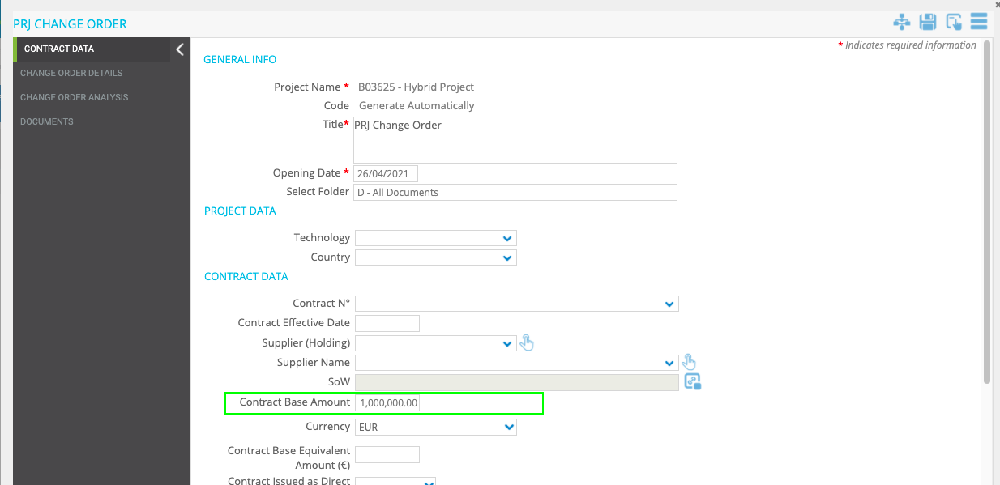 PRJ CHANGE ORDER
CONTRACT DATA
CHANGE ORDER DETAILS
CHANGE ORDER ANALYSIS
DOCUMENTS
* Indicates required information
GENERAL INFO
Project Name * B03625 - Hybrid Project
Code Generate Automatically
Title* PRJ Change Order
Opening Date * 26/04/2021
Select Folder D - All Documents
PROJECT DATA
Technology
Country
CONTRACT DATA
Contract N°
Contract Effective Date
Supplier (Holding)
Supplier Name
SoW
Contract Base Amount 1,000,000.00
Currency EUR
Contract Base Equivalent
Amount (€)
Contract Issued as Direct